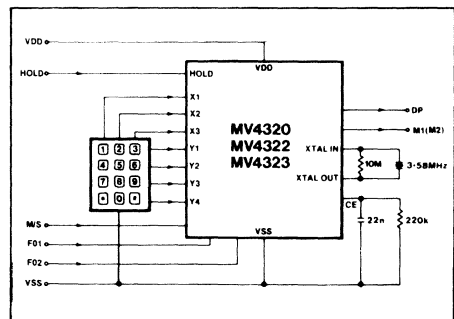 VDD
HOLD
VDD
HOLD
X1
X2
X3
Y1
Y2
Y3
Y4
1 2 3
4 5 6
7 8 9
* 0 #
MV4320
MV4322
MV4323
DP
M1(M2)
XTAL IN
XTAL OUT
10M
3·58MHz
CE
22n
220k
VSS
M/S
F01
F02
VSS